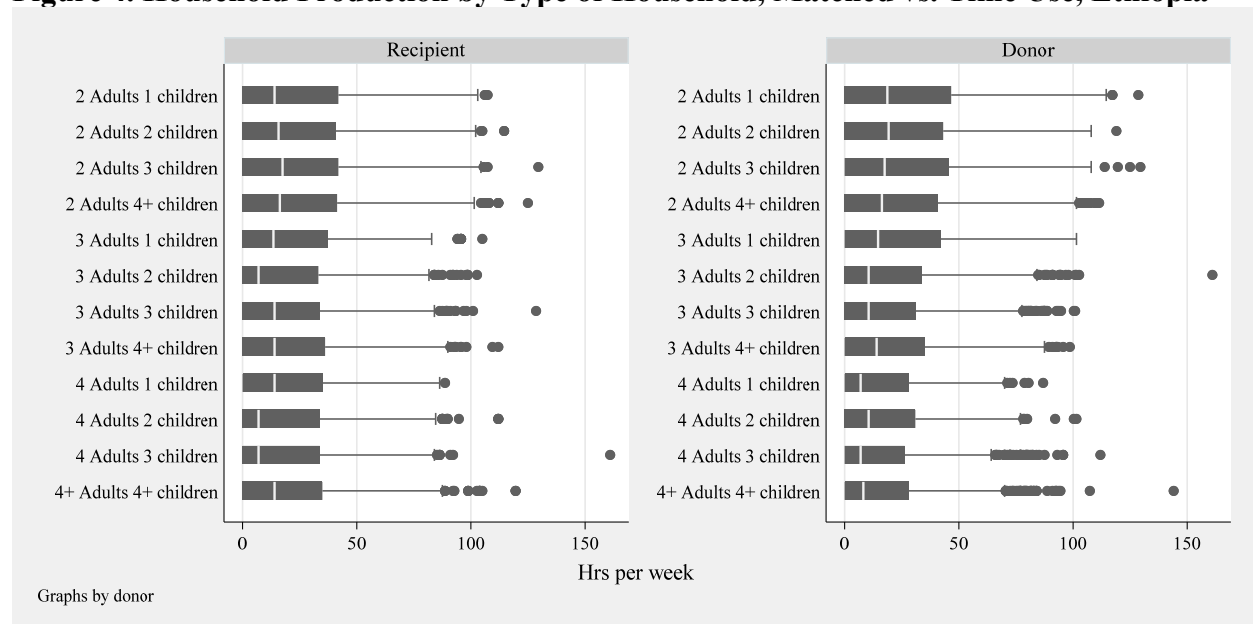 Figure 4. Household Production by Type of Household, Matched vs. Time Use, Ethiopia
Recipient
2 Adults 1 children
2 Adults 2 children
2 Adults 3 children
2 Adults 4+ children
3 Adults 1 children
3 Adults 2 children
3 Adults 3 children
3 Adults 4+ children
4 Adults 1 children
4 Adults 2 children
4 Adults 3 children
4+ Adults 4+ children
0 50 100 150
Donor
2 Adults 1 children
2 Adults 2 children
2 Adults 3 children
2 Adults 4+ children
3 Adults 1 children
3 Adults 2 children
3 Adults 3 children
3 Adults 4+ children
4 Adults 1 children
4 Adults 2 children
4 Adults 3 children
4+ Adults 4+ children
0 50 100 150
Hrs per week
Graphs by donor